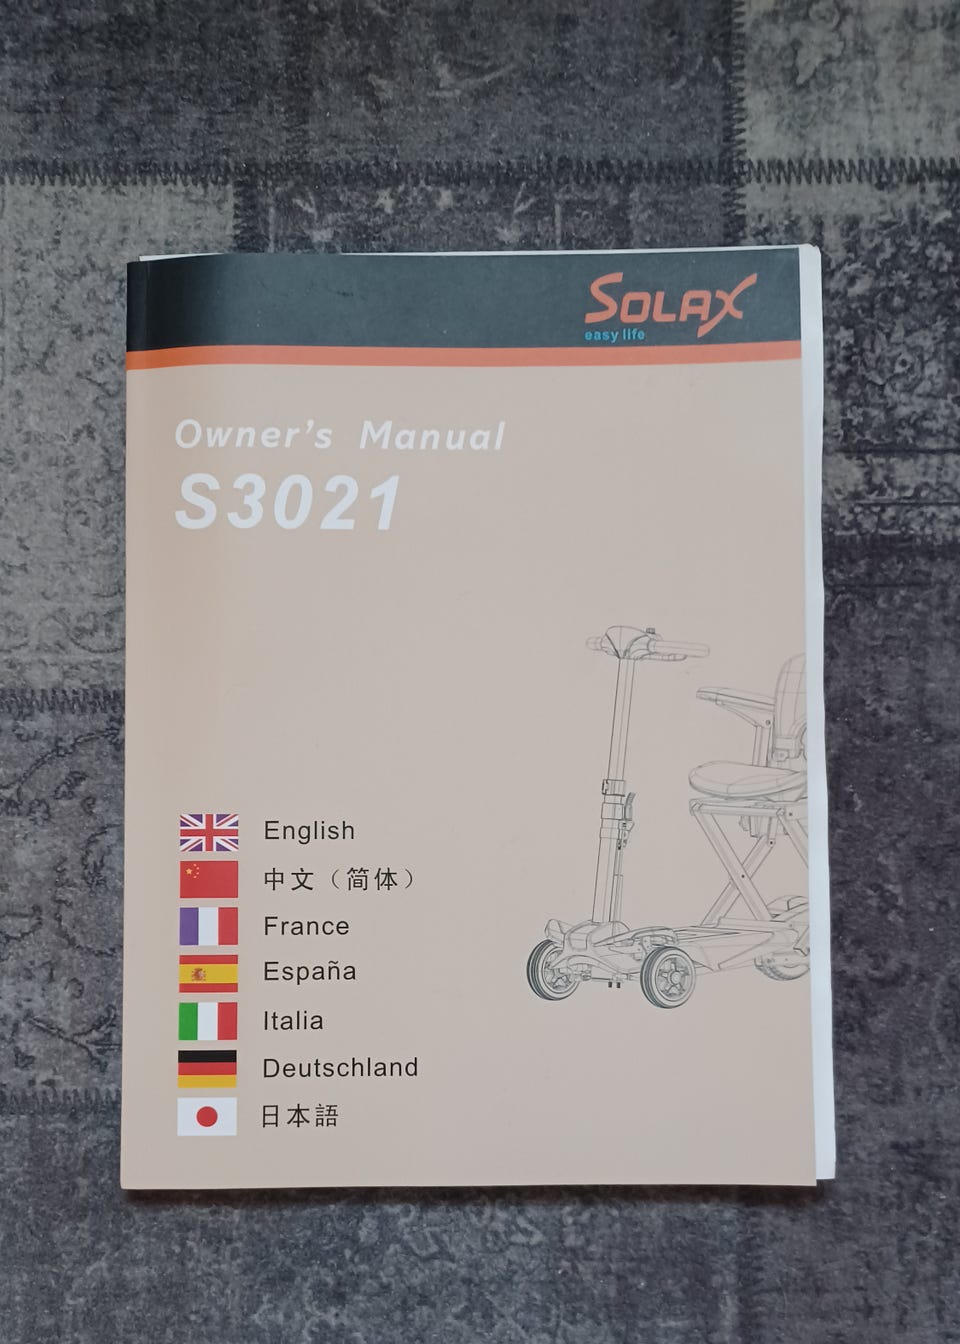 SOLAX
easy life
Owner's Manual
S3021
English
中文（简体）
France
España
Italia
Deutschland
日本語